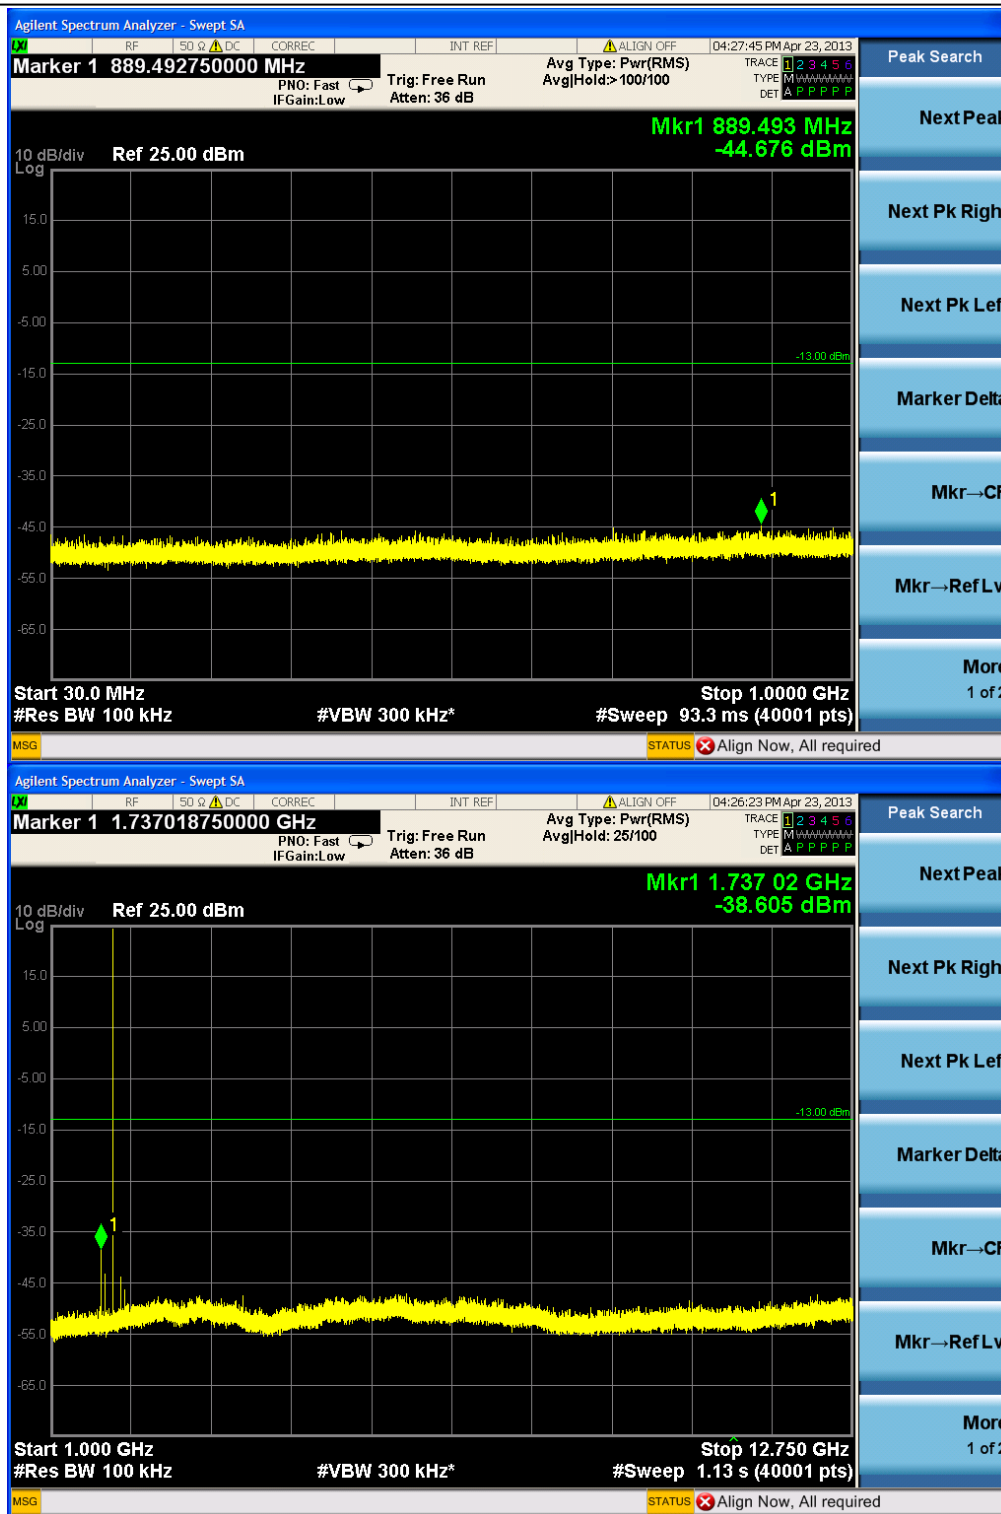 Agilent Spectrum Analyzer - Swept SA
LXI RF 50 Ω DC CORREC INT REF ALIGN OFF 04:27:45 PM Apr 23, 2013
Marker 1 889.492750000 MHz
PNO: Fast
IFGain:Low
Trig: Free Run
Atten: 36 dB
Avg Type: Pwr(RMS)
Avg|Hold:>100/100
TRACE 1 2 3 4 5 6
TYPE M WWWWW
DET A P P P P P
Mkr1 889.493 MHz
-44.676 dBm
10 dB/div Ref 25.00 dBm
Log
15.0
5.00
-5.00
-13.00 dBm
-15.0
-25.0
-35.0
1
-45.0
-55.0
-65.0
Start 30.0 MHz Stop 1.0000 GHz
#Res BW 100 kHz #VBW 300 kHz* #Sweep 93.3 ms (40001 pts)
MSG STATUS Align Now, All required
Peak Search
Next Peak
Next Pk Righ
Next Pk Lef
Marker Delta
Mkr→CF
Mkr→Ref Lv
More
1 of 2
Agilent Spectrum Analyzer - Swept SA
LXI RF 50 Ω DC CORREC INT REF ALIGN OFF 04:26:23 PM Apr 23, 2013
Marker 1 1.737018750000 GHz
PNO: Fast
IFGain:Low
Trig: Free Run
Atten: 36 dB
Avg Type: Pwr(RMS)
Avg|Hold: 25/100
TRACE 1 2 3 4 5 6
TYPE M WWWWW
DET A P P P P P
Mkr1 1.737 02 GHz
-38.605 dBm
10 dB/div Ref 25.00 dBm
Log
15.0
5.00
-5.00
-13.00 dBm
-15.0
-25.0
1
-35.0
-45.0
-55.0
-65.0
Start 1.000 GHz Stop 12.750 GHz
#Res BW 100 kHz #VBW 300 kHz* #Sweep 1.13 s (40001 pts)
MSG STATUS Align Now, All required
Peak Search
Next Peak
Next Pk Righ
Next Pk Lef
Marker Delta
Mkr→CF
Mkr→Ref Lv
More
1 of 2